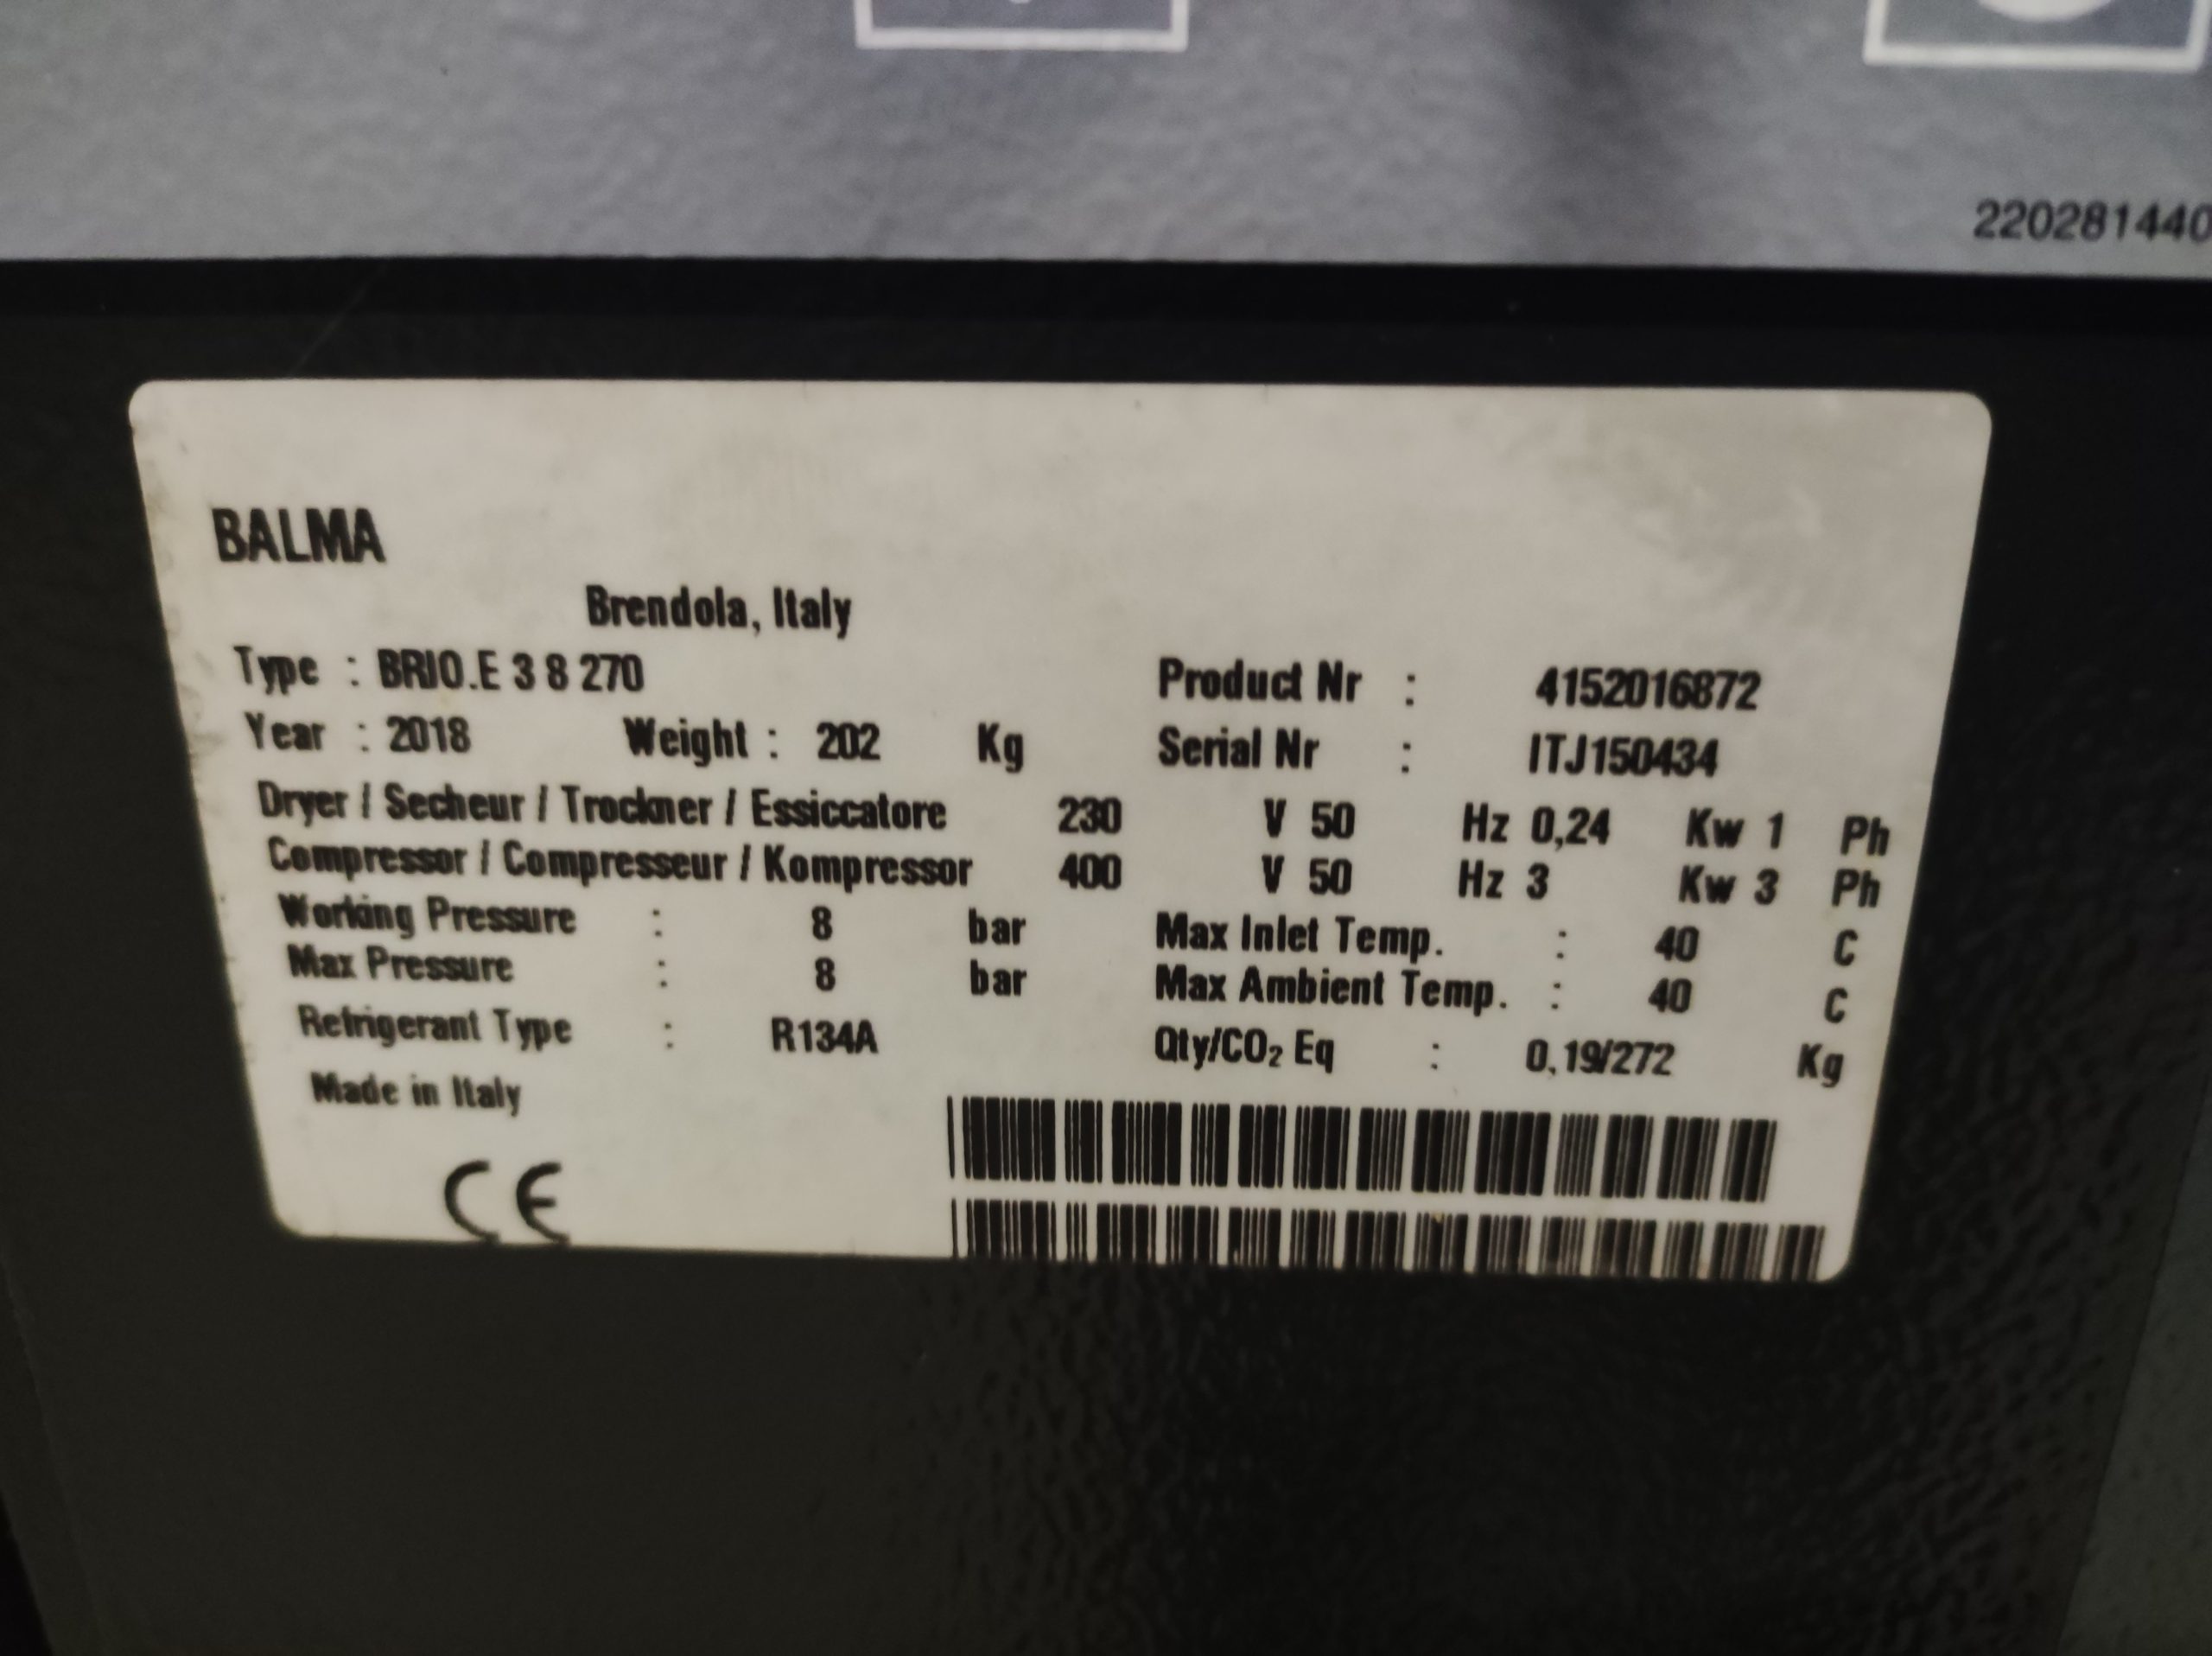 220281440
BALMA
Brendola, Italy
Type : BRIO.E 3 8 270
Product Nr : 4152016872
Year : 2018 Weight : 202 Kg
Serial Nr : ITJ150434
Dryer / Secheur / Trockner / Essiccatore 230 V 50 Hz 0,24 Kw 1 Ph
Compressor / Compresseur / Kompressor 400 V 50 Hz 3 Kw 3 Ph
Working Pressure : 8 bar
Max Inlet Temp. : 40 C
Max Pressure : 8 bar
Max Ambient Temp. : 40 C
Refrigerant Type : R134A
Qty/CO₂ Eq : 0,19/272 Kg
Made in Italy
CE